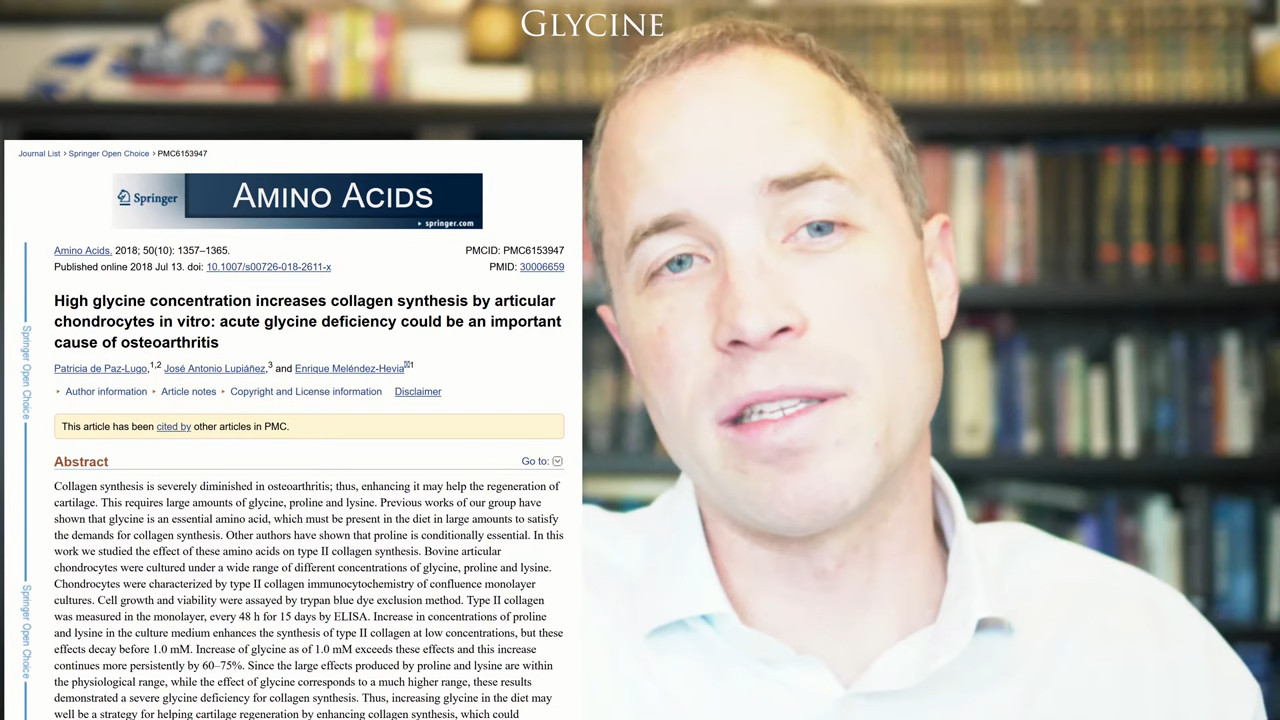 GLYCINE
Journal List > Springer Open Choice > PMC6153947
Springer
AMINO ACIDS
▸ springer.com
Amino Acids. 2018; 50(10): 1357–1365.
PMCID: PMC6153947
Published online 2018 Jul 13. doi: 10.1007/s00726-018-2611-x
PMID: 30006659
High glycine concentration increases collagen synthesis by articular
chondrocytes in vitro: acute glycine deficiency could be an important
cause of osteoarthritis
Patricia de Paz-Lugo,1,2 José Antonio Lupiáñez,3 and Enrique Meléndez-Hevia✉1
▸ Author information ▸ Article notes ▸ Copyright and License information Disclaimer
This article has been cited by other articles in PMC.
Abstract
Go to:
Collagen synthesis is severely diminished in osteoarthritis; thus, enhancing it may help the regeneration of
cartilage. This requires large amounts of glycine, proline and lysine. Previous works of our group have
shown that glycine is an essential amino acid, which must be present in the diet in large amounts to satisfy
the demands for collagen synthesis. Other authors have shown that proline is conditionally essential. In this
work we studied the effect of these amino acids on type II collagen synthesis. Bovine articular
chondrocytes were cultured under a wide range of different concentrations of glycine, proline and lysine.
Chondrocytes were characterized by type II collagen immunocytochemistry of confluence monolayer
cultures. Cell growth and viability were assayed by trypan blue dye exclusion method. Type II collagen
was measured in the monolayer, every 48 h for 15 days by ELISA. Increase in concentrations of proline
and lysine in the culture medium enhances the synthesis of type II collagen at low concentrations, but these
effects decay before 1.0 mM. Increase of glycine as of 1.0 mM exceeds these effects and this increase
continues more persistently by 60–75%. Since the large effects produced by proline and lysine are within
the physiological range, while the effect of glycine corresponds to a much higher range, these results
demonstrated a severe glycine deficiency for collagen synthesis. Thus, increasing glycine in the diet may
well be a strategy for helping cartilage regeneration by enhancing collagen synthesis, which could
Springer Open Choice
Springer Open Choice